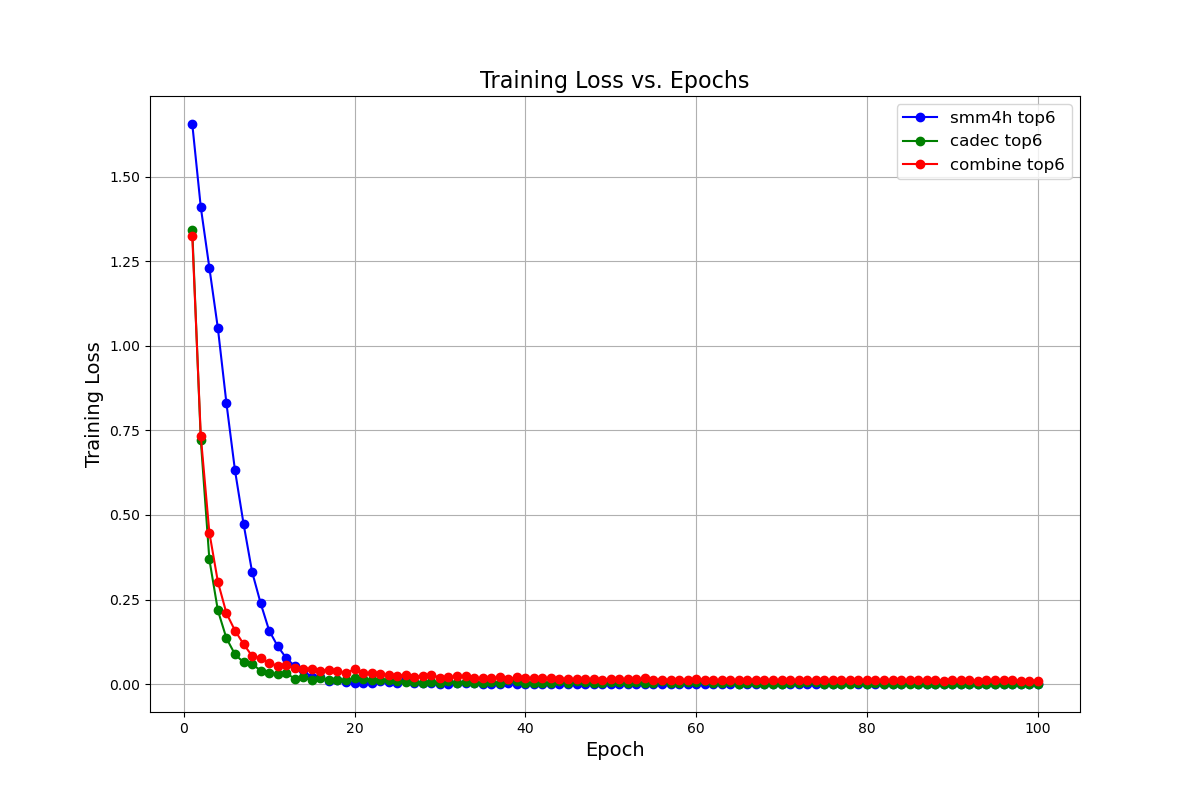 Training Loss vs. Epochs
smm4h top6
cadec top6
combine top6
Training Loss
1.50
1.25
1.00
0.75
0.50
0.25
0.00
0 20 40 60 80 100
Epoch